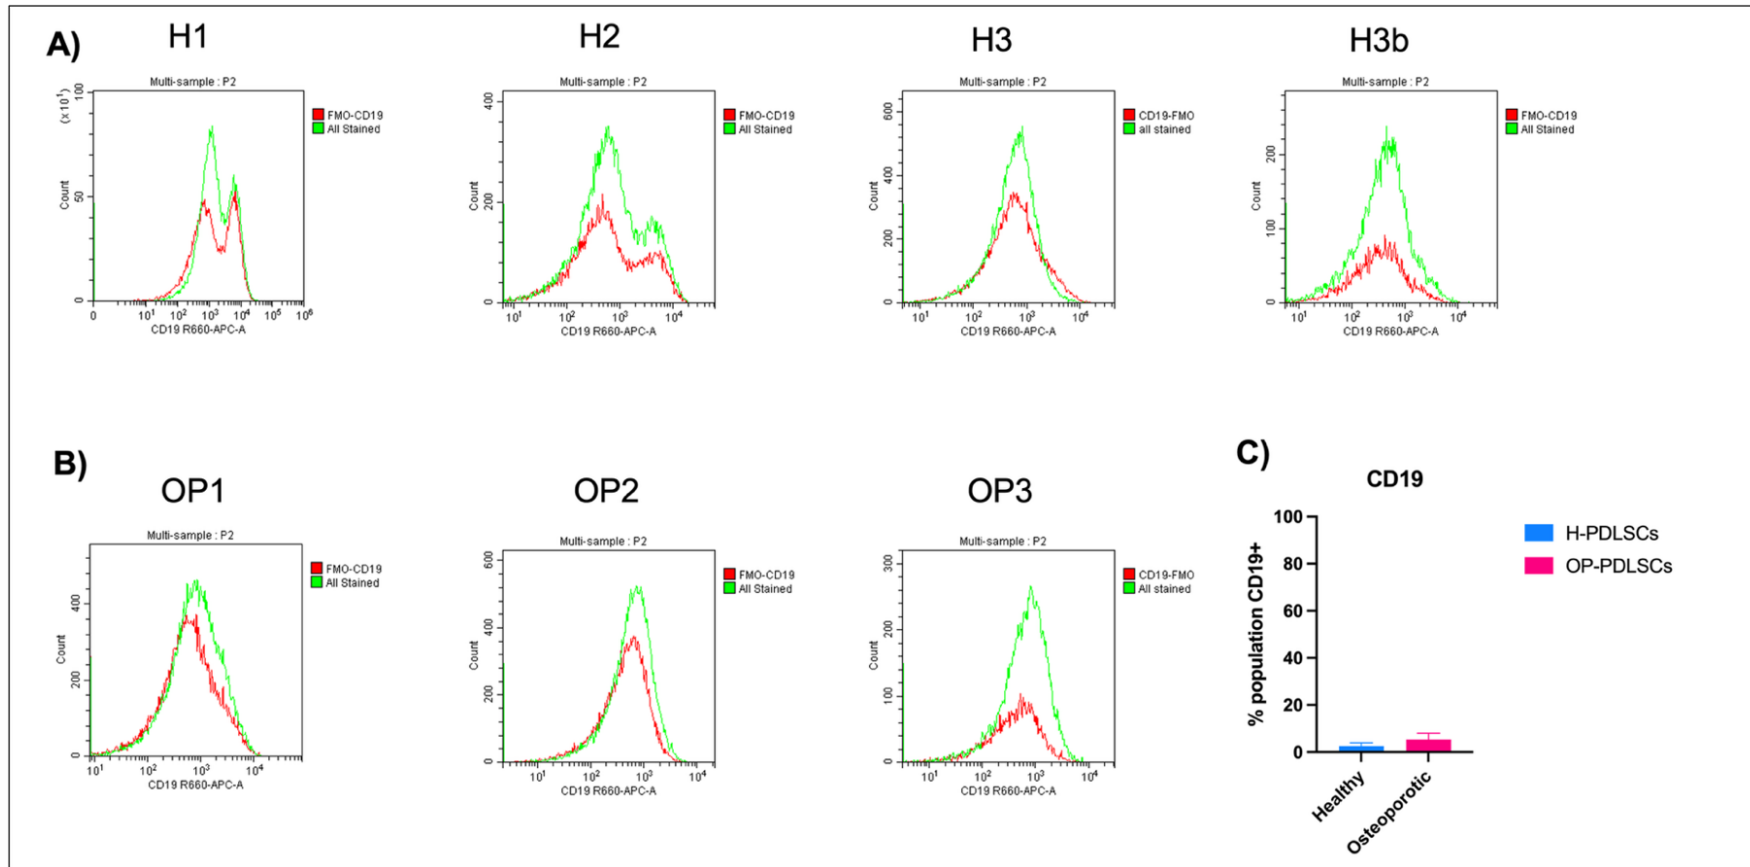 A)
H1
Multi-sample : P2
(x 10¹)
100
50
0
Count
0 10¹ 10² 10³ 10⁴ 10⁵ 10⁶
CD19 R660-APC-A
FMO-CD19
All Stained
H2
Multi-sample : P2
400
200
0
Count
10¹ 10² 10³ 10⁴
CD19 R660-APC-A
FMO-CD19
All Stained
H3
Multi-sample : P2
600
400
200
0
Count
10¹ 10² 10³ 10⁴
CD19 R660-APC-A
CD19-FMO
all stained
H3b
Multi-sample : P2
200
100
0
Count
10¹ 10² 10³ 10⁴
CD19 R660-APC-A
FMO-CD19
All Stained
B)
OP1
Multi-sample : P2
400
200
0
Count
10¹ 10² 10³ 10⁴
CD19 R660-APC-A
FMO-CD19
All Stained
OP2
Multi-sample : P2
600
400
200
0
Count
10¹ 10² 10³ 10⁴
CD19 R660-APC-A
FMO-CD19
All Stained
OP3
Multi-sample : P2
300
200
100
0
Count
10¹ 10² 10³ 10⁴
CD19 R660-APC-A
CD19-FMO
All stained
C)
CD19
100
80
60
40
20
0
% population CD19+
Healthy
Osteoporotic
H-PDLSCs
OP-PDLSCs